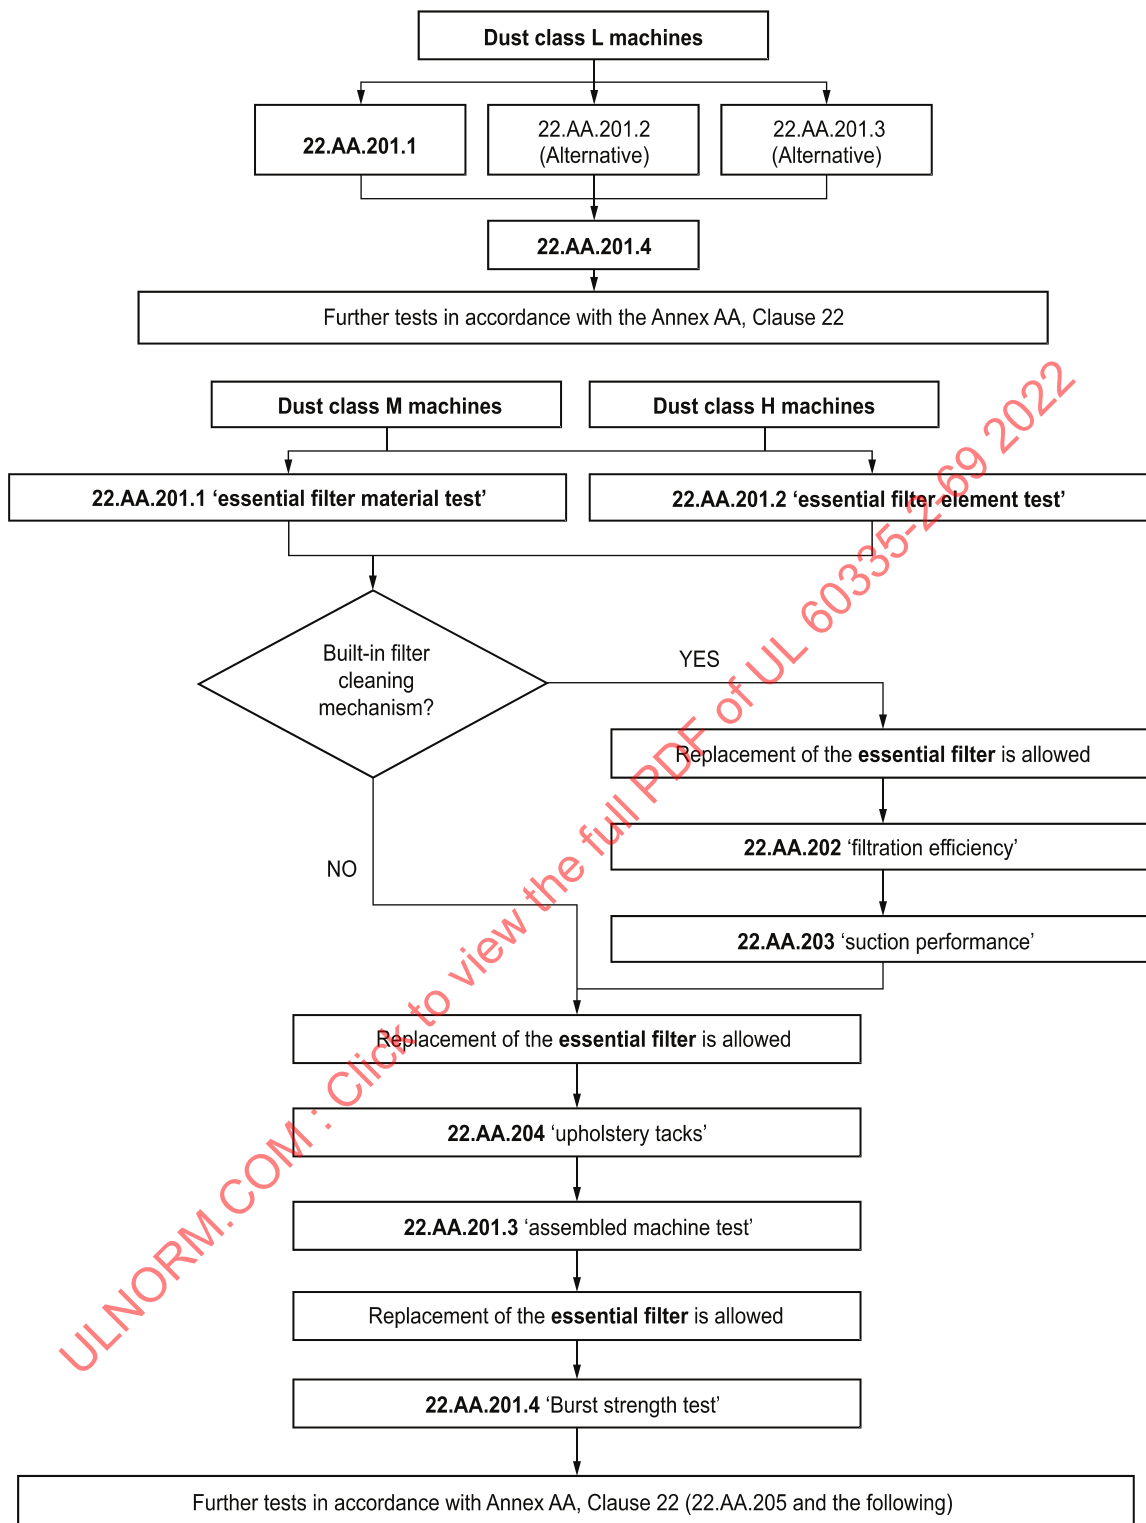 Dust class L machines
22.AA.201.1
22.AA.201.2
(Alternative)
22.AA.201.3
(Alternative)
22.AA.201.4
Further tests in accordance with the Annex AA, Clause 22
Dust class M machines
Dust class H machines
22.AA.201.1 ‘essential filter material test’
22.AA.201.2 ‘essential filter element test’
Built-in filter
cleaning
mechanism?
YES
Replacement of the essential filter is allowed
22.AA.202 ‘filtration efficiency’
NO
22.AA.203 ‘suction performance’
Replacement of the essential filter is allowed
22.AA.204 ‘upholstery tacks’
22.AA.201.3 ‘assembled machine test’
Replacement of the essential filter is allowed
22.AA.201.4 ‘Burst strength test’
Further tests in accordance with Annex AA, Clause 22 (22.AA.205 and the following)
ULNORM.COM : Click to view the full PDF of UL 60335-2-69 2022